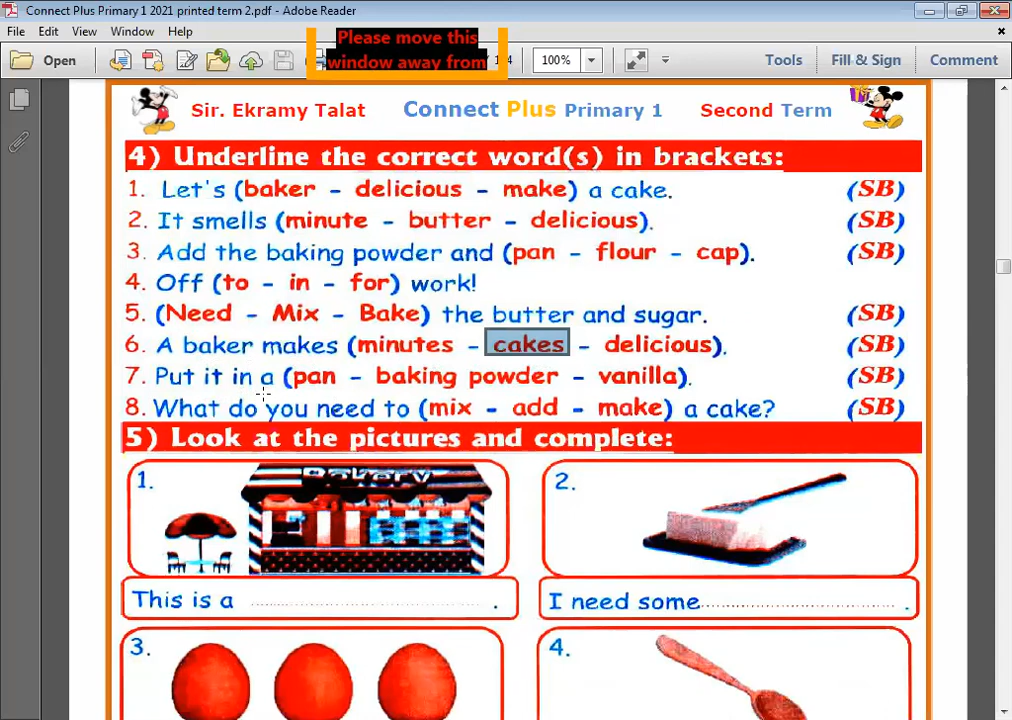 Connect Plus Primary 1 2021 printed term 2.pdf - Adobe Reader
File Edit View Window Help
Please move this
window away from
Open 4 100% Tools Fill & Sign Comment
Sir. Ekramy Talat Connect Plus Primary 1 Second Term
4) Underline the correct word(s) in brackets:
1. Let's (baker - delicious - make) a cake. (SB)
2. It smells (minute - butter - delicious). (SB)
3. Add the baking powder and (pan - flour - cap). (SB)
4. Off (to - in - for) work!
5. (Need - Mix - Bake) the butter and sugar. (SB)
6. A baker makes (minutes - cakes - delicious). (SB)
7. Put it in a (pan - baking powder - vanilla). (SB)
8. What do you need to (mix - add - make) a cake? (SB)
5) Look at the pictures and complete:
1. Bakery
2.
This is a ........................................ .
I need some........................................ .
3.
4.